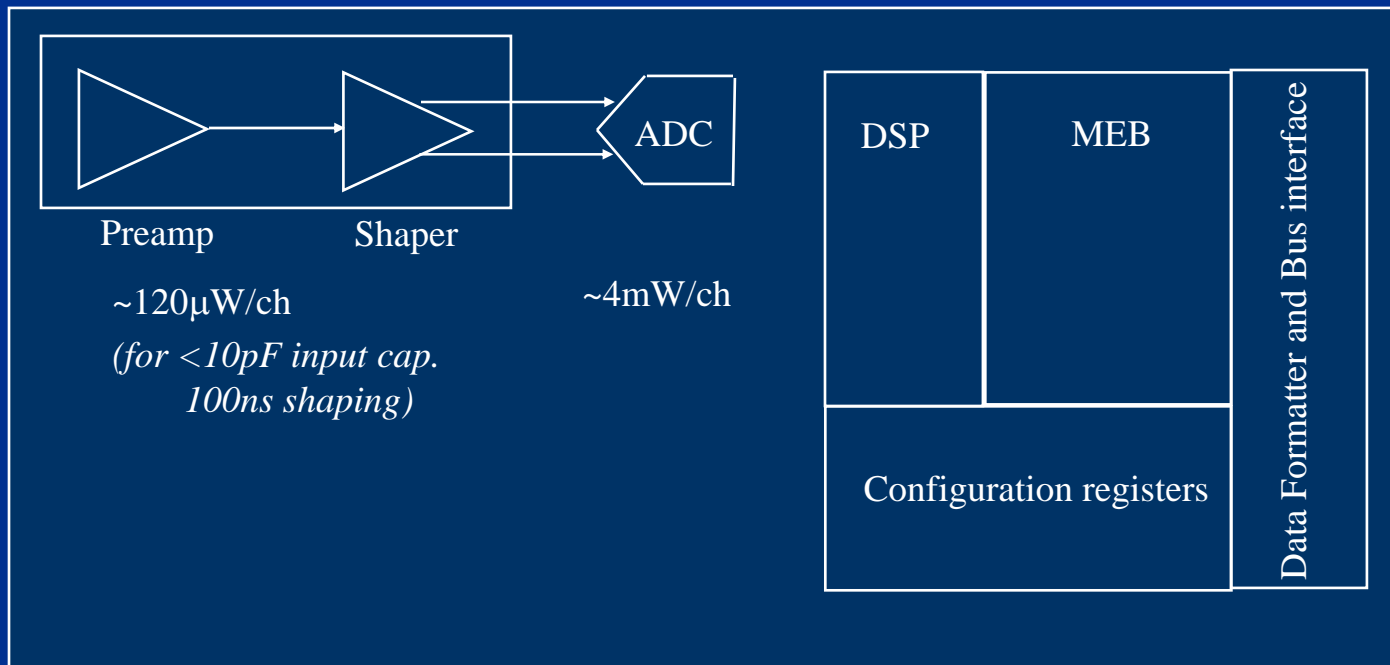 Preamp
Shaper
ADC
~120μW/ch
(for <10pF input cap.
100ns shaping)
~4mW/ch
DSP
MEB
Configuration registers
Data Formatter and Bus interface